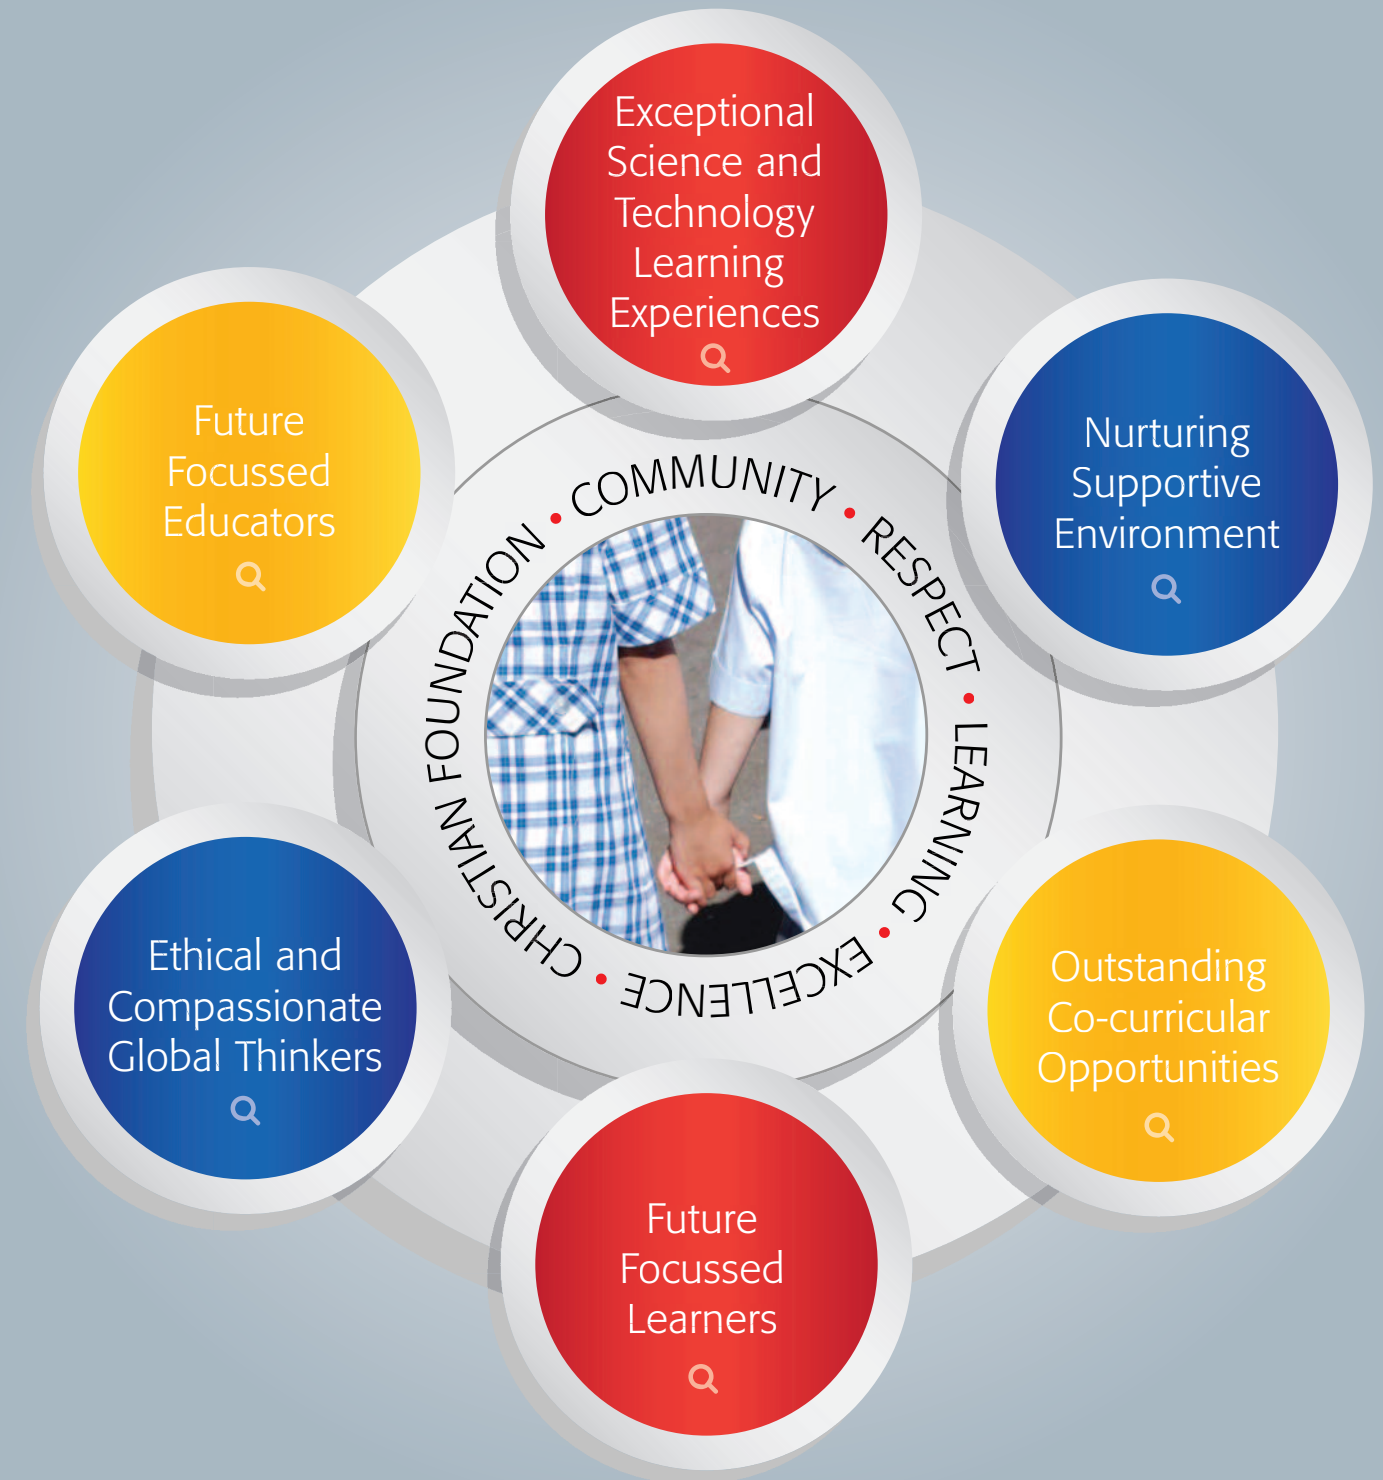 Exceptional
Science and
Technology
Learning
Experiences
Nurturing
Supportive
Environment
Outstanding
Co-curricular
Opportunities
Future
Focussed
Learners
Ethical and
Compassionate
Global Thinkers
Future
Focussed
Educators
COMMUNITY • RESPECT • LEARNING • EXCELLENCE • CHRISTIAN FOUNDATION •